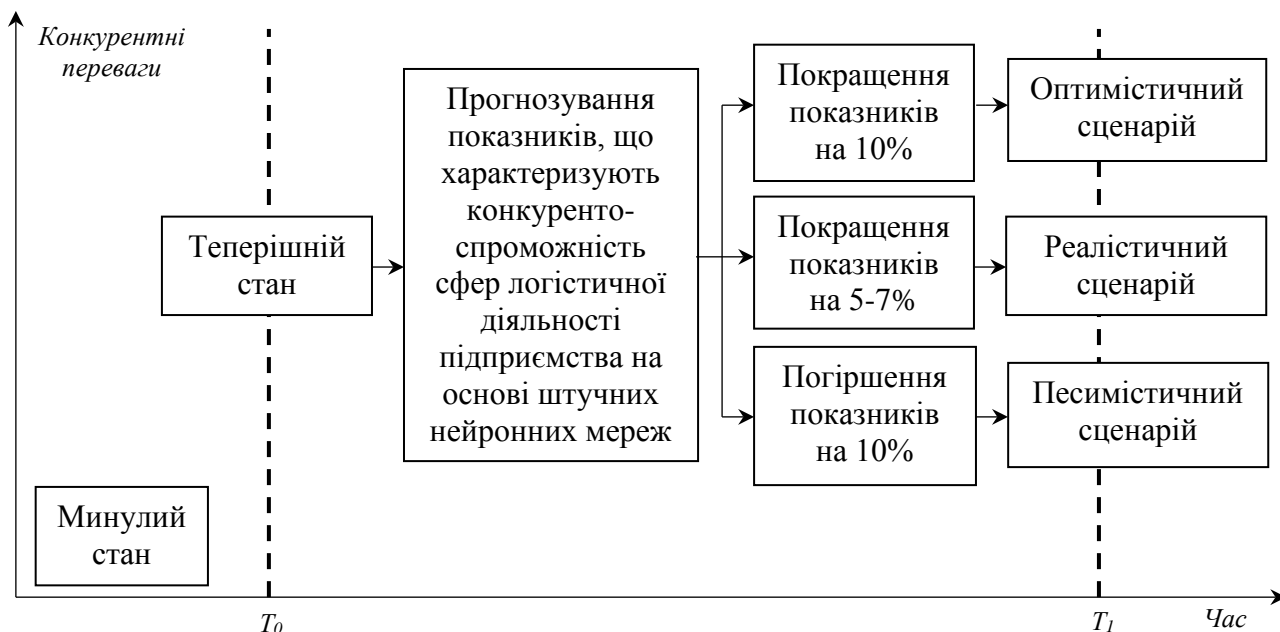 Конкурентні
переваги
Минулий
стан
Теперішній
стан
Прогнозування
показників, що
характеризують
конкуренто-
спроможність
сфер логістичної
діяльності
підприємства на
основі штучних
нейронних мереж
Покращення
показників
на 10%
Оптимістичний
сценарій
Покращення
показників
на 5-7%
Реалістичний
сценарій
Погіршення
показників
на 10%
Песимістичний
сценарій
T0
T1
Час